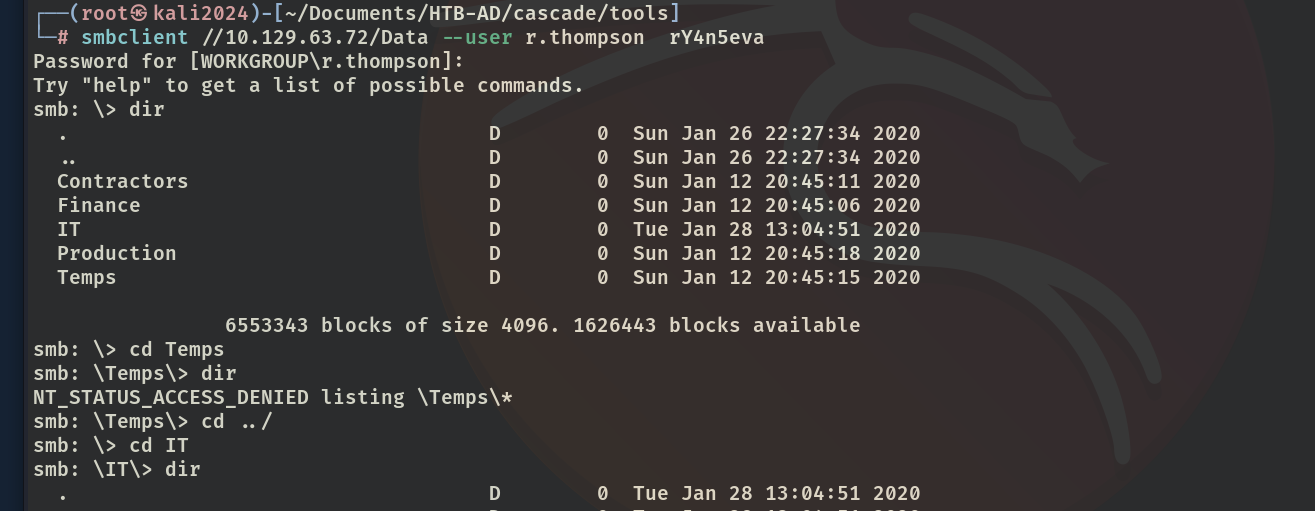 ┌──(root㉿kali2024)-[~/Documents/HTB-AD/cascade/tools]
└─# smbclient //10.129.63.72/Data --user r.thompson  rY4n5eva
Password for [WORKGROUP\r.thompson]:
Try "help" to get a list of possible commands.
smb: \> dir
  .                                   D        0  Sun Jan 26 22:27:34 2020
  ..                                  D        0  Sun Jan 26 22:27:34 2020
  Contractors                         D        0  Sun Jan 12 20:45:11 2020
  Finance                             D        0  Sun Jan 12 20:45:06 2020
  IT                                  D        0  Tue Jan 28 13:04:51 2020
  Production                          D        0  Sun Jan 12 20:45:18 2020
  Temps                               D        0  Sun Jan 12 20:45:15 2020
                6553343 blocks of size 4096. 1626443 blocks available
smb: \> cd Temps
smb: \Temps\> dir
NT_STATUS_ACCESS_DENIED listing \Temps\*
smb: \Temps\> cd ../
smb: \> cd IT
smb: \IT\> dir
  .                                   D        0  Tue Jan 28 13:04:51 2020